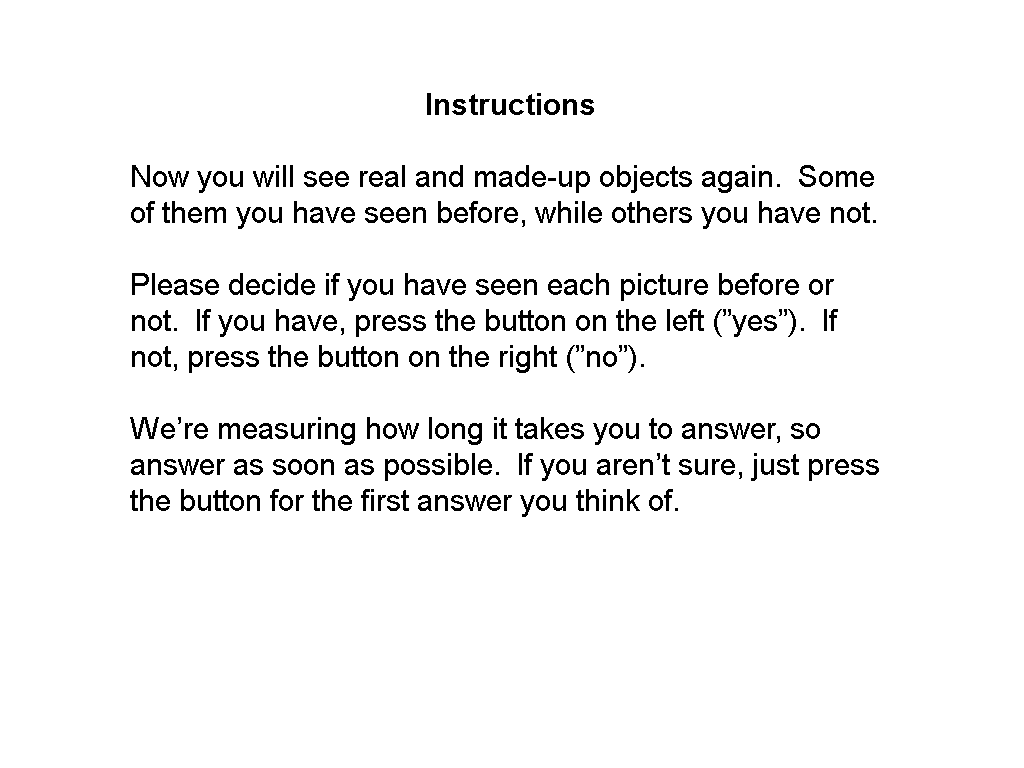 Instructions
Now you will see real and made-up objects again.  Some
of them you have seen before, while others you have not.
Please decide if you have seen each picture before or
not.  If you have, press the button on the left (”yes”).  If
not, press the button on the right (”no”).
We’re measuring how long it takes you to answer, so
answer as soon as possible.  If you aren’t sure, just press
the button for the first answer you think of.